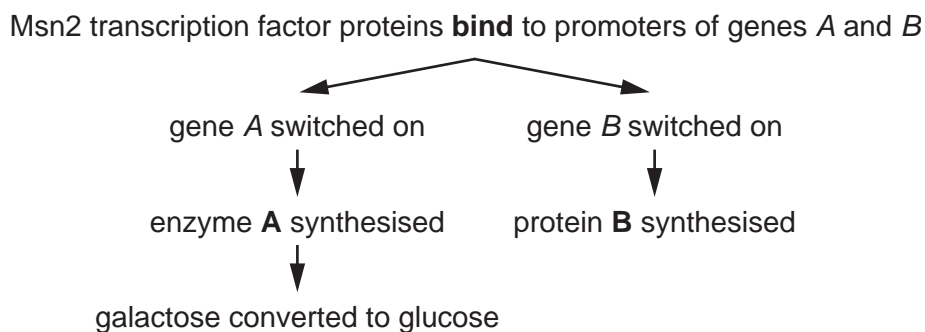 Msn2 transcription factor proteins bind to promoters of genes A and B
gene A switched on
gene B switched on
enzyme A synthesised
protein B synthesised
galactose converted to glucose